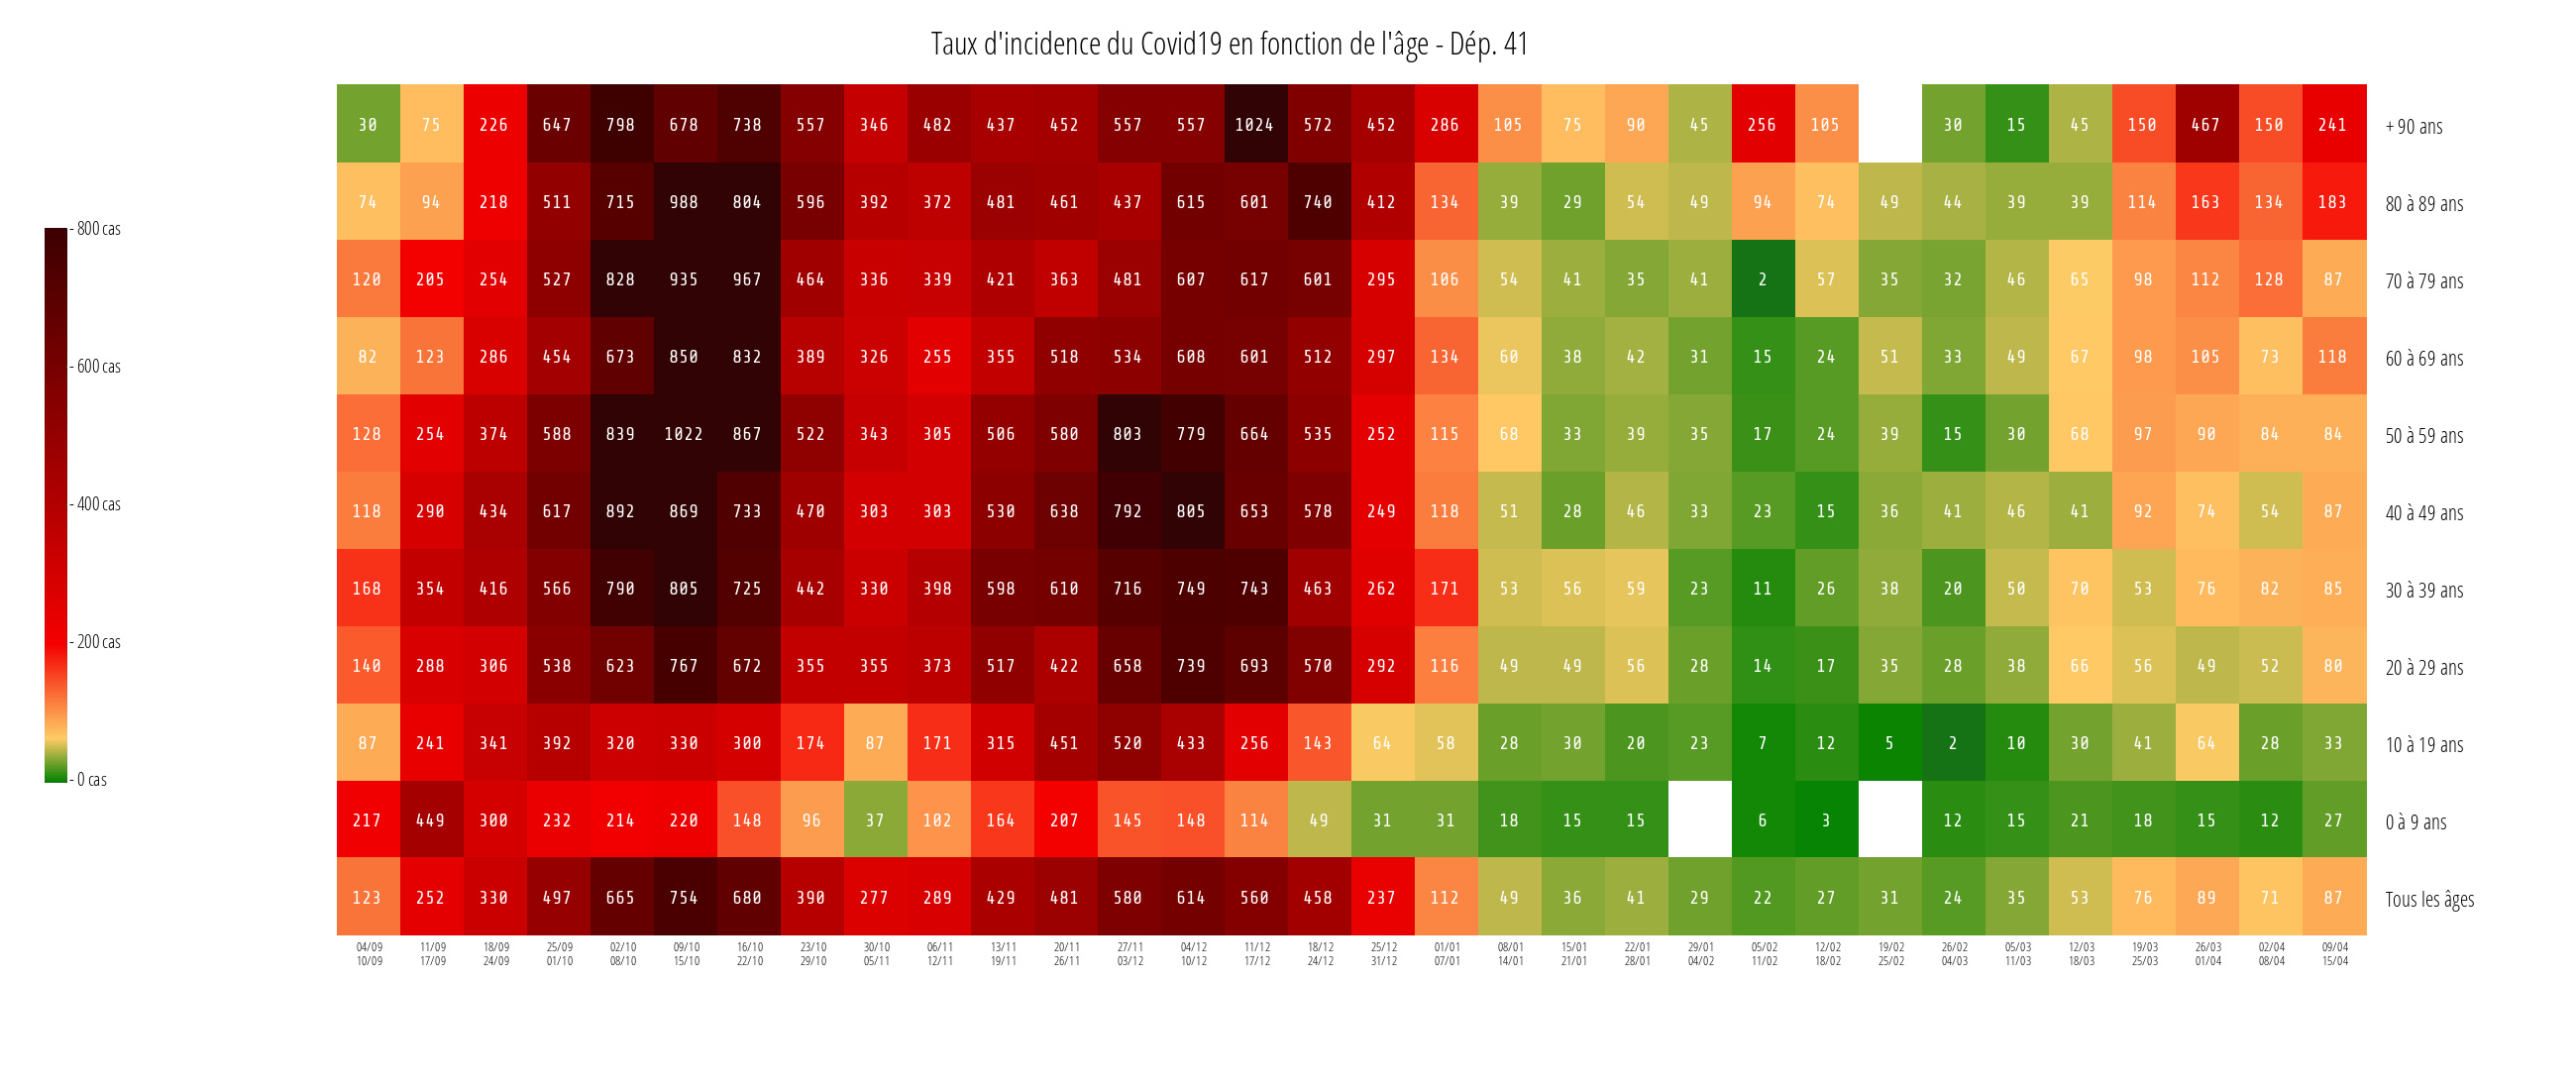 Taux d'incidence du Covid19 en fonction de l'âge - Dép. 41
- 800 cas
- 600 cas
- 400 cas
- 200 cas
- 0 cas
30 75 226 647 798 678 738 557 346 482 437 452 557 557 1024 572 452 286 105 75 90 45 256 105 30 15 45 150 467 150 241 + 90 ans
74 94 218 511 715 988 804 596 392 372 481 461 437 615 601 740 412 134 39 29 54 49 94 74 49 44 39 39 114 163 134 183 80 à 89 ans
120 205 254 527 828 935 967 464 336 339 421 363 481 607 617 601 295 106 54 41 35 41 2 57 35 32 46 65 98 112 128 87 70 à 79 ans
82 123 286 454 673 850 832 389 326 255 355 518 534 608 601 512 297 134 60 38 42 31 15 24 51 33 49 67 98 105 73 118 60 à 69 ans
128 254 374 588 839 1022 867 522 343 305 506 580 803 779 664 535 252 115 68 33 39 35 17 24 39 15 30 68 97 90 84 84 50 à 59 ans
118 290 434 617 892 869 733 470 303 303 530 638 792 805 653 578 249 118 51 28 46 33 23 15 36 41 46 41 92 74 54 87 40 à 49 ans
168 354 416 566 790 805 725 442 330 398 598 610 716 749 743 463 262 171 53 56 59 23 11 26 38 20 50 70 53 76 82 85 30 à 39 ans
140 288 306 538 623 767 672 355 355 373 517 422 658 739 693 570 292 116 49 49 56 28 14 17 35 28 38 66 56 49 52 80 20 à 29 ans
87 241 341 392 320 330 300 174 87 171 315 451 520 433 256 143 64 58 28 30 20 23 7 12 5 2 10 30 41 64 28 33 10 à 19 ans
217 449 300 232 214 220 148 96 37 102 164 207 145 148 114 49 31 31 18 15 15 6 3 12 15 21 18 15 12 27 0 à 9 ans
123 252 330 497 665 754 680 390 277 289 429 481 580 614 560 458 237 112 49 36 41 29 22 27 31 24 35 53 76 89 71 87 Tous les âges
04/09 11/09 18/09 25/09 02/10 09/10 16/10 23/10 30/10 06/11 13/11 20/11 27/11 04/12 11/12 18/12 25/12 01/01 08/01 15/01 22/01 29/01 05/02 12/02 19/02 26/02 05/03 12/03 19/03 26/03 02/04 09/04
10/09 17/09 24/09 01/10 08/10 15/10 22/10 29/10 05/11 12/11 19/11 26/11 03/12 10/12 17/12 24/12 31/12 07/01 14/01 21/01 28/01 04/02 11/02 18/02 25/02 04/03 11/03 18/03 25/03 01/04 08/04 15/04